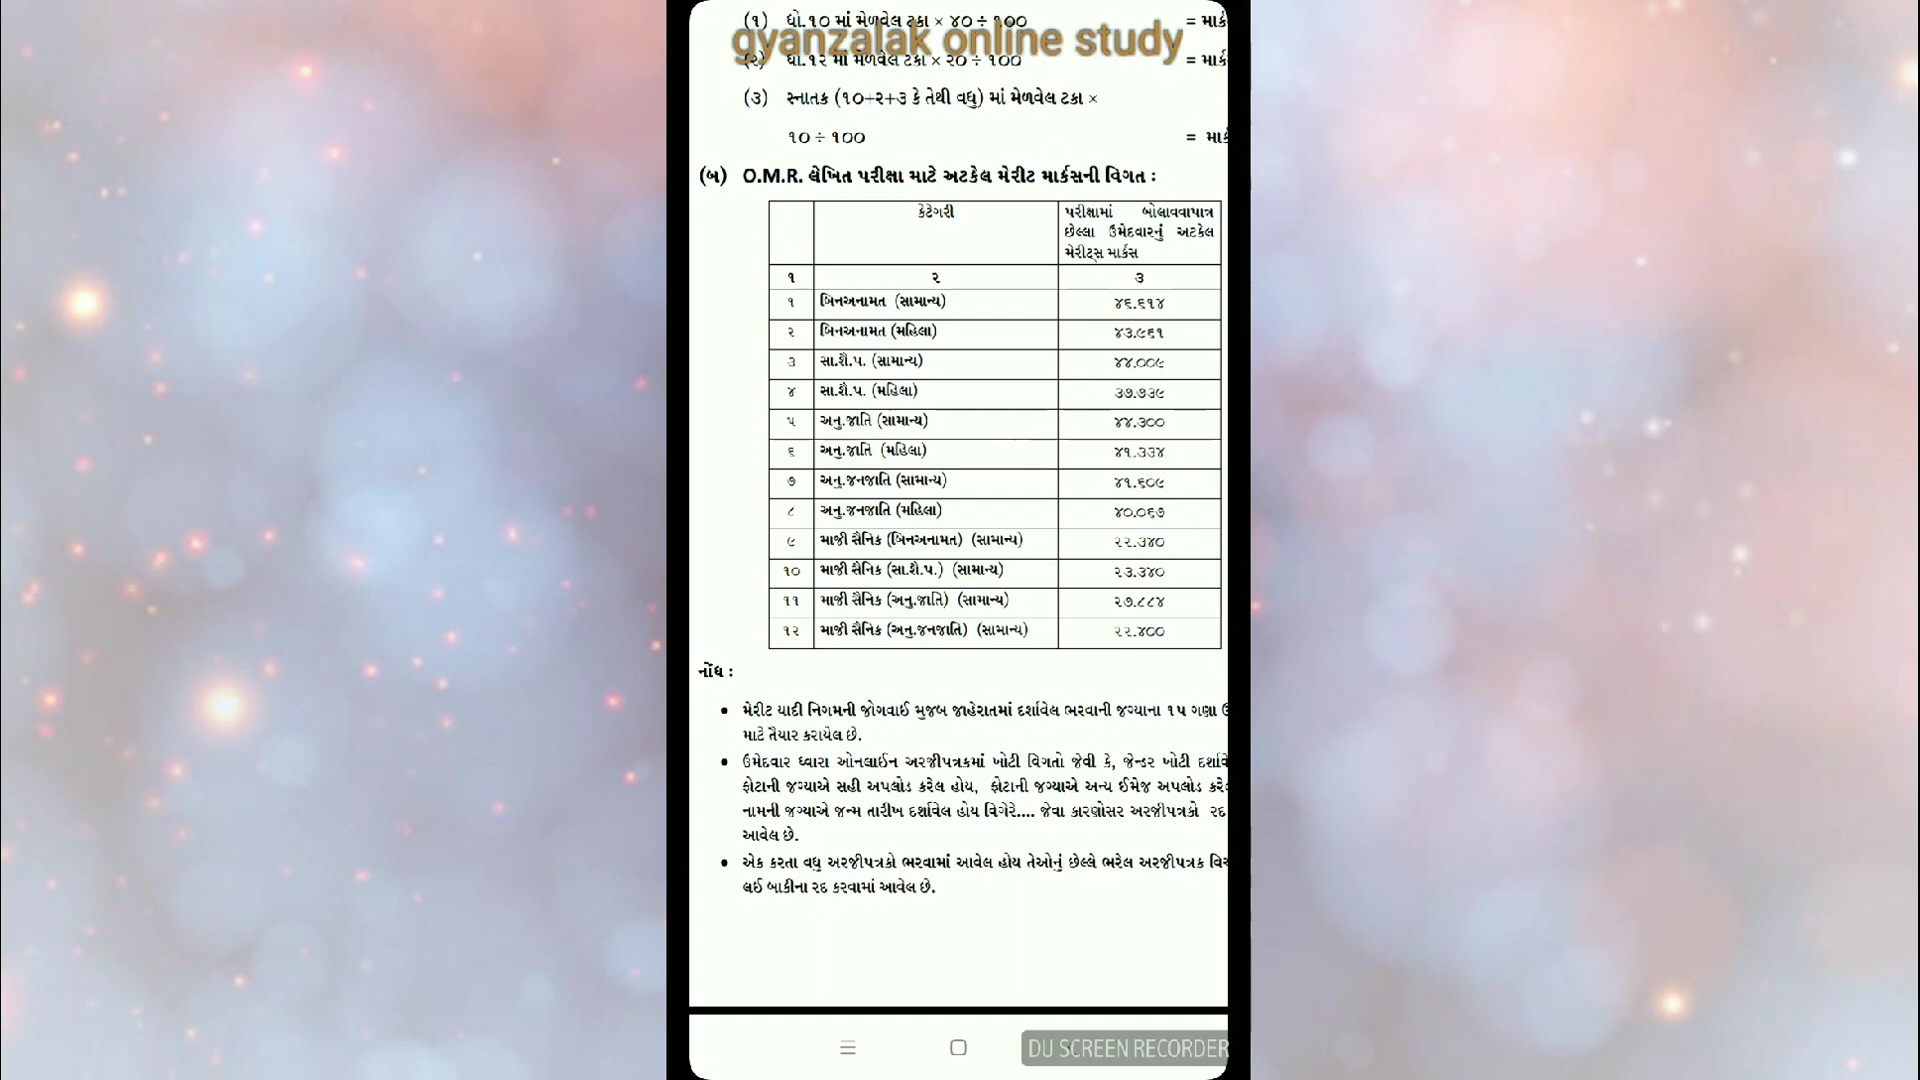 (૧) ધો.૧૦ માં મેળવેલ ટકા × ૪૦ ÷ ૧૦૦ = માર્ક
gyanzalak online study
(૨) ધો.૧૨ માં મેળવેલ ટકા × ૨૦ ÷ ૧૦૦ = માર્ક
(૩) સ્નાતક (૧૦+૨+૩ કે તેથી વધુ) માં મેળવેલ ટકા ×
૧૦ ÷ ૧૦૦ = માર્ક
(બ) O.M.R. લેખિત પરીક્ષા માટે અટકેલ મેરીટ માર્કસની વિગત :
કેટેગરી પરીક્ષામાં બોલાવવાપાત્ર
છેલ્લા ઉમેદવારનું અટકેલ
મેરીટ્સ માર્કસ
૧ ૨ ૩
૧ બિનઅનામત (સામાન્ય) ૪૬.૬૧૪
૨ બિનઅનામત (મહિલા) ૪૩.૯૬૧
૩ સા.શૈ.પ. (સામાન્ય) ૪૪.૦૦૯
૪ સા.શૈ.પ. (મહિલા) ૩૭.૭૩૯
૫ અનુ.જાતિ (સામાન્ય) ૪૪.૩૦૦
૬ અનુ.જાતિ (મહિલા) ૪૧.૩૩૪
૭ અનુ.જનજાતિ (સામાન્ય) ૪૧.૬૦૯
૮ અનુ.જનજાતિ (મહિલા) ૪૦.૦૬૭
૯ માજી સૈનિક (બિનઅનામત) (સામાન્ય) ૨૨.૩૪૦
૧૦ માજી સૈનિક (સા.શૈ.પ.) (સામાન્ય) ૨૩.૩૪૦
૧૧ માજી સૈનિક (અનુ.જાતિ) (સામાન્ય) ૨૭.૮૮૪
૧૨ માજી સૈનિક (અનુ.જનજાતિ) (સામાન્ય) ૨૨.૪૦૦
નોંધ :
• મેરીટ યાદી નિગમની જોગવાઈ મુજબ જાહેરાતમાં દર્શાવેલ ભરવાની જગ્યાના ૧૫ ગણા
માટે તૈયાર કરાયેલ છે.
• ઉમેદવાર ધ્વારા ઓનલાઈન અરજીપત્રકમાં ખોટી વિગતો જેવી કે, જેન્ડર ખોટી
ફોટાની જગ્યાએ સહી અપલોડ કરેલ હોય, ફોટાની જગ્યાએ અન્ય ઈમેજ અપલોડ
નામની જગ્યાએ જન્મ તારીખ દર્શાવેલ હોય વિગેરે.... જેવા કારણોસર અરજીપત્રકો રદ
આવેલ છે.
• એક કરતા વધુ અરજીપત્રકો ભરવામાં આવેલ હોય તેઓનું છેલ્લે ભરેલ અરજીપત્રક
લઈ બાકીના રદ કરવામાં આવેલ છે.
DU SCREEN RECORDER